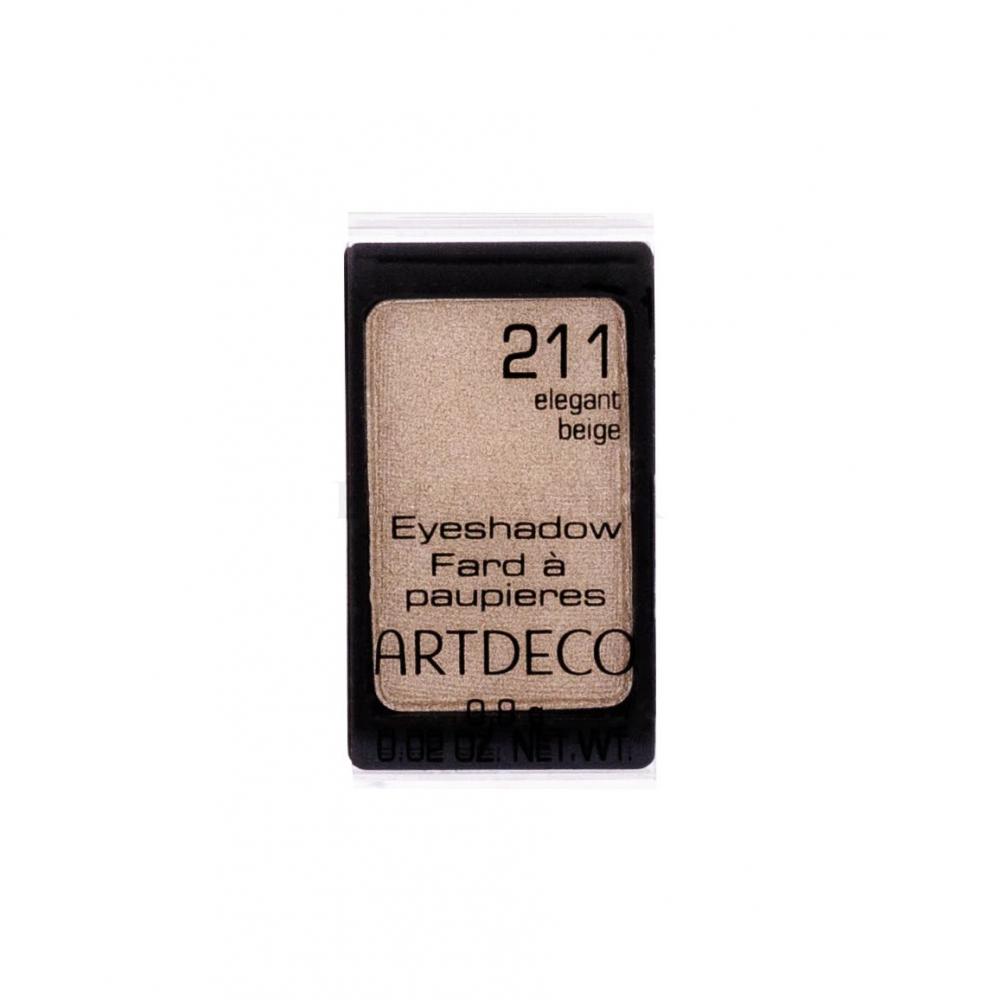 211
elegant
beige
Eyeshadow
Fard à
paupieres
ARTDECO
0.02 OZ. NET.WT.